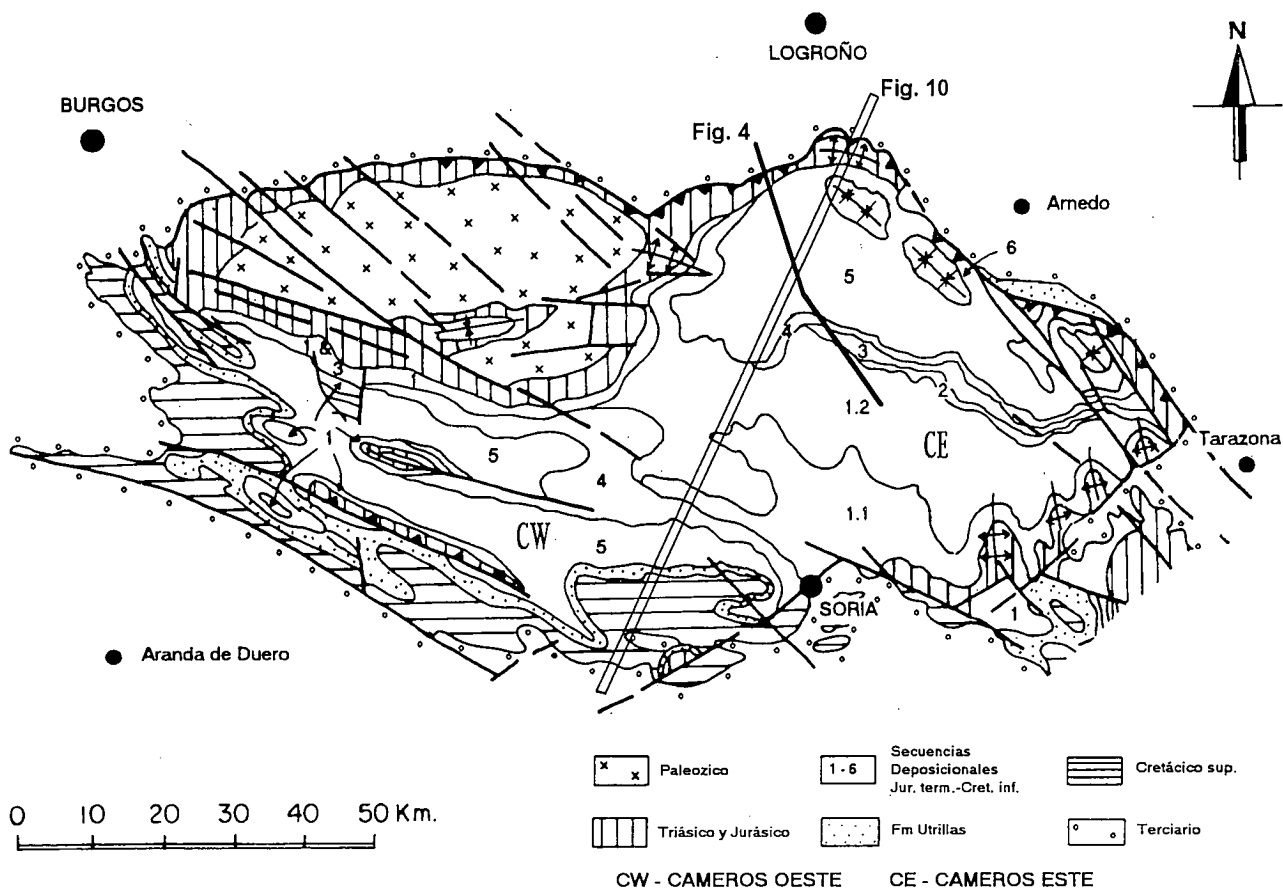 LOGROÑO
N
BURGOS
Fig. 10
Fig. 4
Arnedo
6
5
4
3
3
2
1.2
CE
Tarazona
1
5
4
1.1
CW
5
SORIA
1
Aranda de Duero
Paleozico
1 - 6
Secuencias
Deposicionales
Jur. term.-Cret. inf.
Cretácico sup.
0 10 20 30 40 50 Km.
Triásico y Jurásico
Fm Utrillas
Terciario
CW - CAMEROS OESTE
CE - CAMEROS ESTE